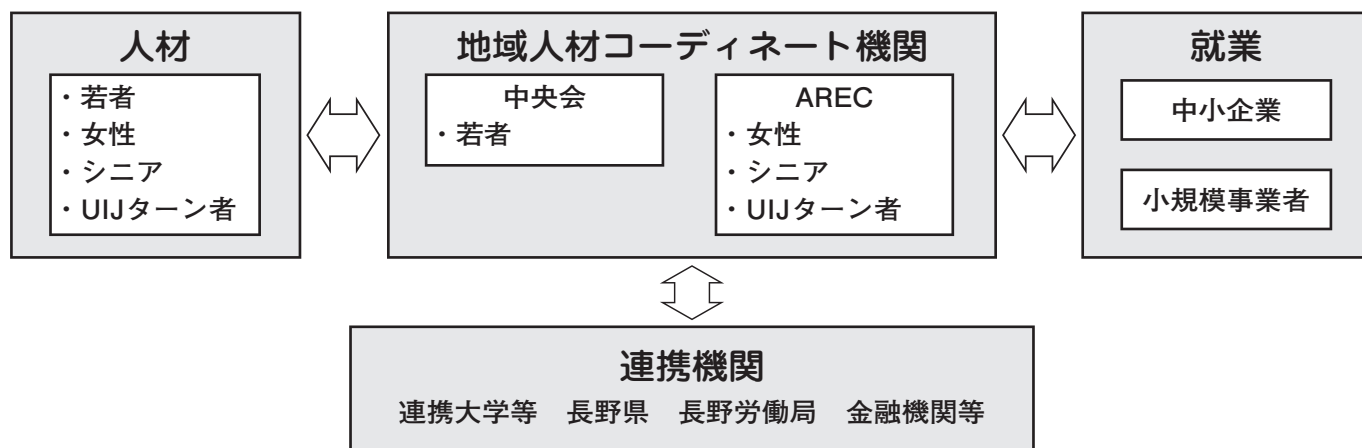 人材
・若者
・女性
・シニア
・UIJターン者
地域人材コーディネート機関
中央会
・若者
AREC
・女性
・シニア
・UIJターン者
就業
中小企業
小規模事業者
連携機関
連携大学等　長野県　長野労働局　金融機関等